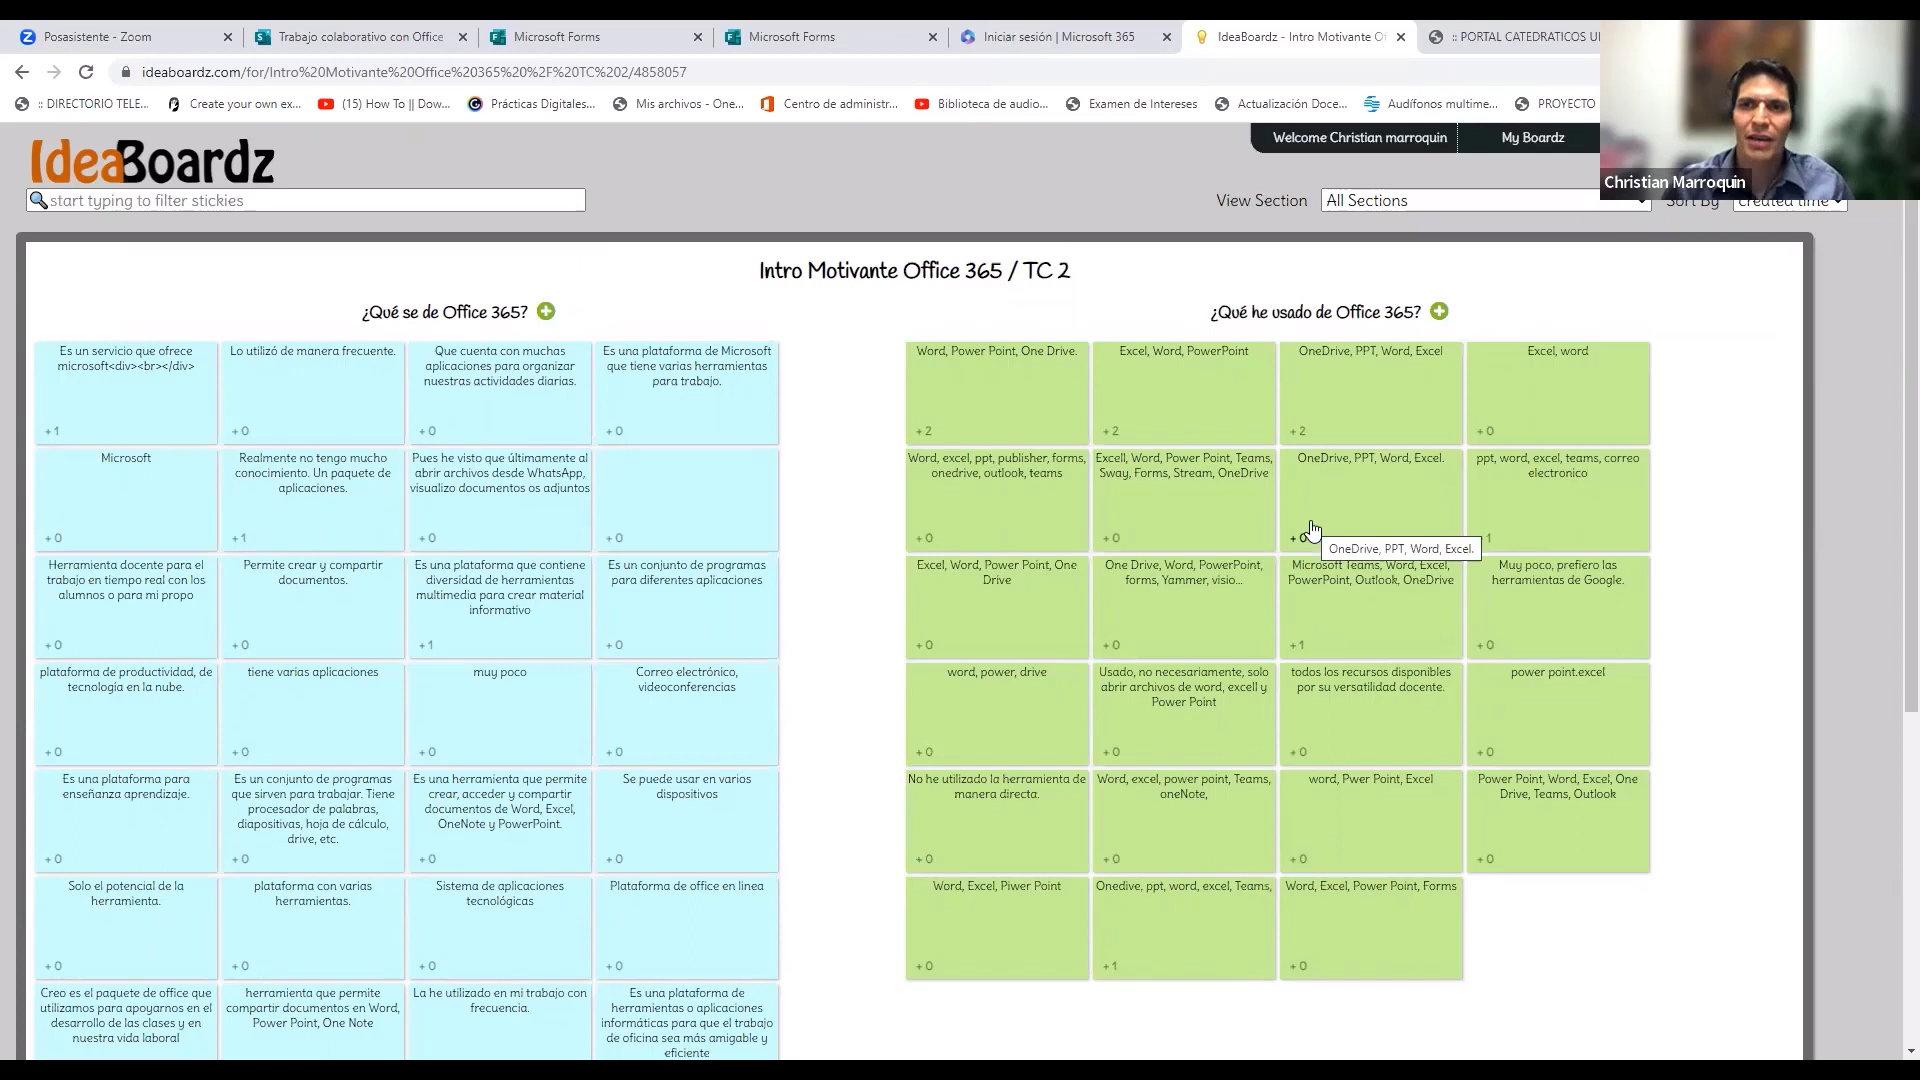 Posasistente - Zoom
Trabajo colaborativo con Office
Microsoft Forms
Microsoft Forms
Iniciar sesión | Microsoft 365
IdeaBoardz - Intro Motivante Of
:: PORTAL CATEDRATICOS UI
ideaboardz.com/for/Intro%20Motivante%20Office%20365%20%2F%20TC%202/4858057
:: DIRECTORIO TELE...
Create your own ex...
(15) How To || Dow...
Prácticas Digitales...
Mis archivos - One...
Centro de administr...
Biblioteca de audio...
Examen de Intereses
Actualización Doce...
Audífonos multime...
PROYECTO
IdeaBoardz
Welcome Christian marroquin
My Boardz
Christian Marroquin
start typing to filter stickies
View Section
All Sections
Sort By
created time
Intro Motivante Office 365 / TC 2
¿Qué se de Office 365?
Es un servicio que ofrece
microsoft<div><br></div>
+1
Lo utilizó de manera frecuente.
+0
Que cuenta con muchas
aplicaciones para organizar
nuestras actividades diarias.
+0
Es una plataforma de Microsoft
que tiene varias herramientas
para trabajo.
+0
Microsoft
+0
Realmente no tengo mucho
conocimiento. Un paquete de
aplicaciones.
+1
Pues he visto que últimamente al
abrir archivos desde WhatsApp,
visualizo documentos os adjuntos
+0
+0
Herramienta docente para el
trabajo en tiempo real con los
alumnos o para mi propo
+0
Permite crear y compartir
documentos.
+0
Es una plataforma que contiene
diversidad de herramientas
multimedia para crear material
informativo
+1
Es un conjunto de programas
para diferentes aplicaciones
+0
plataforma de productividad, de
tecnología en la nube.
+0
tiene varias aplicaciones
+0
muy poco
+0
Correo electrónico,
videoconferencias
+0
Es una plataforma para
enseñanza aprendizaje.
+0
Es un conjunto de programas
que sirven para trabajar. Tiene
procesador de palabras,
diapositivas, hoja de cálculo,
drive, etc.
+0
Es una herramienta que permite
crear, acceder y compartir
documentos de Word, Excel,
OneNote y PowerPoint.
+0
Se puede usar en varios
dispositivos
+0
Solo el potencial de la
herramienta.
+0
plataforma con varias
herramientas.
+0
Sistema de aplicaciones
tecnológicas
+0
Plataforma de office en linea
+0
Creo es el paquete de office que
utilizamos para apoyarnos en el
desarrollo de las clases y en
nuestra vida laboral
herramienta que permite
compartir documentos en Word,
Power Point, One Note
La he utilizado en mi trabajo con
frecuencia.
Es una plataforma de
herramientas o aplicaciones
informáticas para que el trabajo
de oficina sea más amigable y
eficiente
¿Qué he usado de Office 365?
Word, Power Point, One Drive.
+2
Excel, Word, PowerPoint
+2
OneDrive, PPT, Word, Excel
+2
Excel, word
+0
Word, excel, ppt, publisher, forms,
onedrive, outlook, teams
+0
Excell, Word, Power Point, Teams,
Sway, Forms, Stream, OneDrive
+0
OneDrive, PPT, Word, Excel.
+0
OneDrive, PPT, Word, Excel.
ppt, word, excel, teams, correo
electronico
1
Excel, Word, Power Point, One
Drive
+0
One Drive, Word, PowerPoint,
forms, Yammer, visio...
+0
Microsoft Teams, Word, Excel,
PowerPoint, Outlook, OneDrive
+1
Muy poco, prefiero las
herramientas de Google.
+0
word, power, drive
+0
Usado, no necesariamente, solo
abrir archivos de word, excell y
Power Point
+0
todos los recursos disponibles
por su versatilidad docente.
+0
power point.excel
+0
No he utilizado la herramienta de
manera directa.
+0
Word, excel, power point, Teams,
oneNote,
+0
word, Pwer Point, Excel
+0
Power Point, Word, Excel, One
Drive, Teams, Outlook
+0
Word, Excel, Piwer Point
+0
Onedive, ppt, word, excel, Teams,
+1
Word, Excel, Power Point, Forms
+0